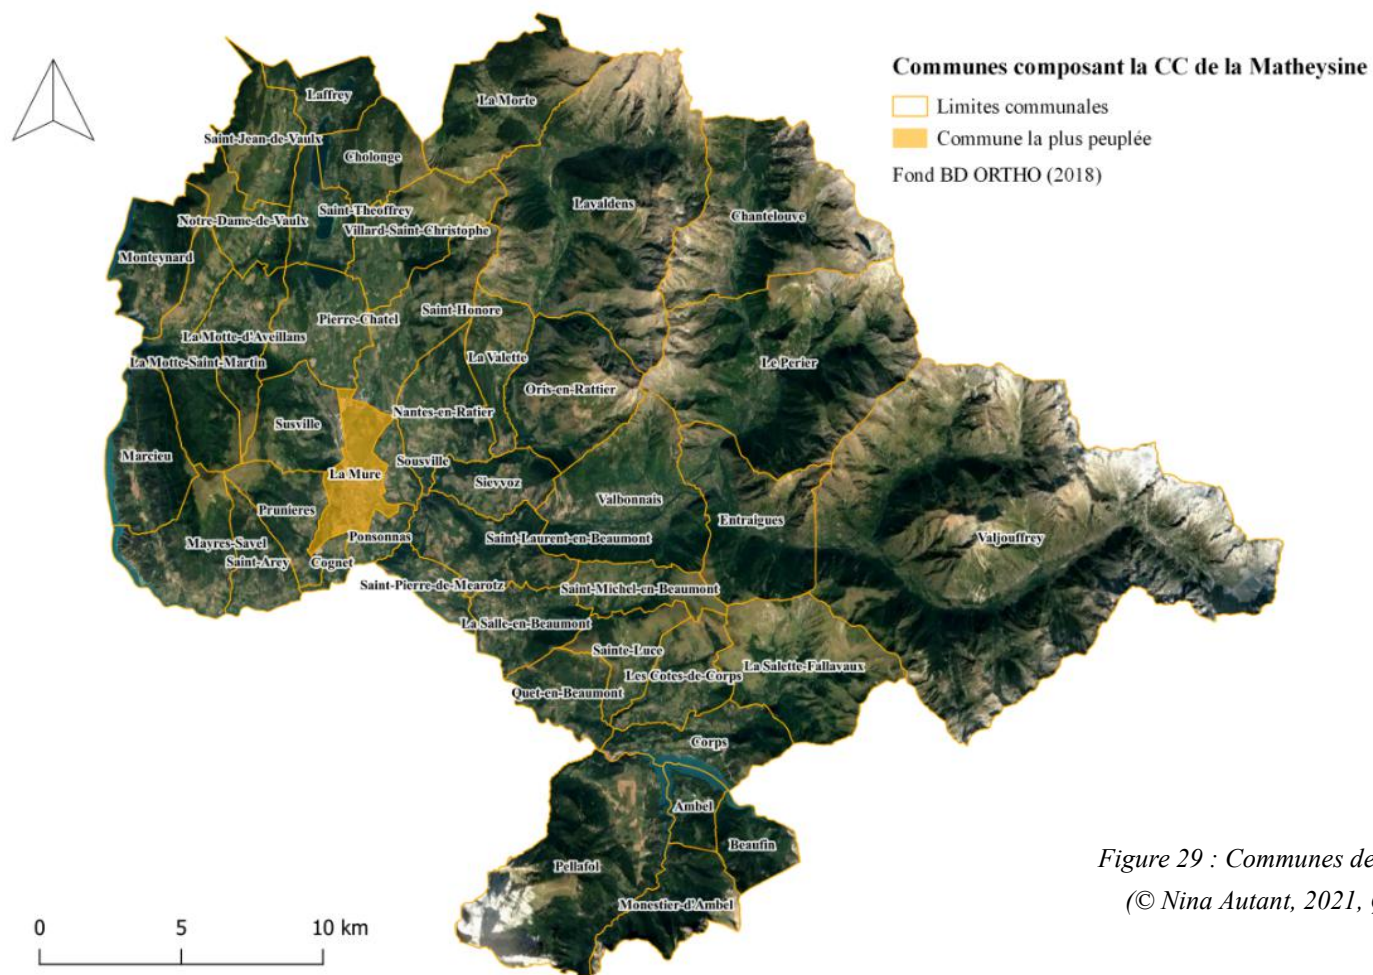 Communes composant la CC de la Matheysine
Limites communales
Commune la plus peuplée
Fond BD ORTHO (2018)
Laffrey
La Morte
Saint-Jean-de-Vaulx
Cholonge
Lavaldens
Chantelouve
Saint-Theoffrey
Notre-Dame-de-Vaulx
Villard-Saint-Christophe
Monteynard
Saint-Honore
Pierre-Chatel
La Motte-d'Aveillans
La Valette
La Motte-Saint-Martin
Le Perier
Oris-en-Rattier
Nantes-en-Ratier
Susville
Marcieu
Sousville
La Mure
Sievvoz
Valbonnais
Prunieres
Entraigues
Ponsonnas
Saint-Laurent-en-Beaumont
Valjouffrey
Mayres-Savel
Saint-Arey
Cognet
Saint-Pierre-de-Mearotz
Saint-Michel-en-Beaumont
La Salle-en-Beaumont
Sainte-Luce
La Salette-Fallavaux
Les Cotes-de-Corps
Quet-en-Beaumont
Corps
Ambel
Beaufin
Pellafol
Monestier-d'Ambel
0 5 10 km
Figure 29 : Communes de
(© Nina Autant, 2021,